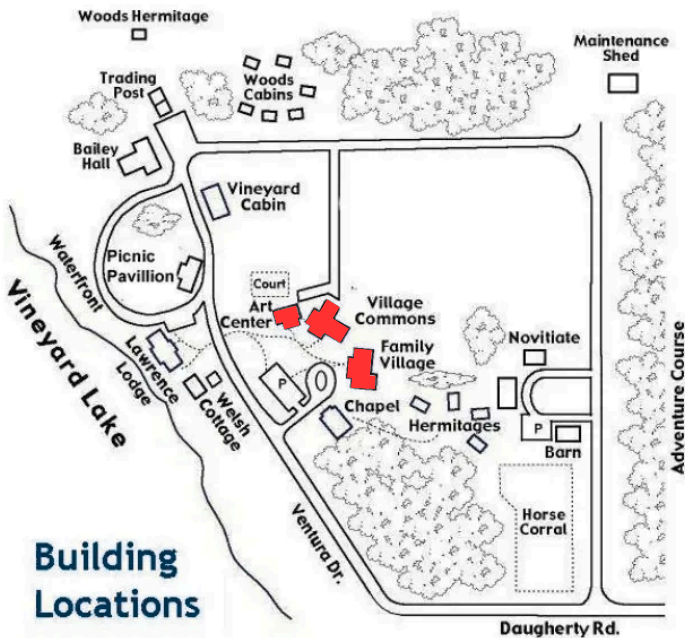 Woods Hermitage
Maintenance
Shed
Trading
Post
Woods
Cabins
Bailey
Hall
Vineyard
Cabin
Waterfront
Picnic
Pavillion
Court
Art
Center
Village
Commons
Vineyard Lake
Family
Village
Novitiate
Lawrence
Lodge
P
Welsh
Cottage
Chapel
Hermitages
P
Barn
Adventure Course
Horse
Corral
Ventura Dr.
Building
Locations
Daugherty Rd.